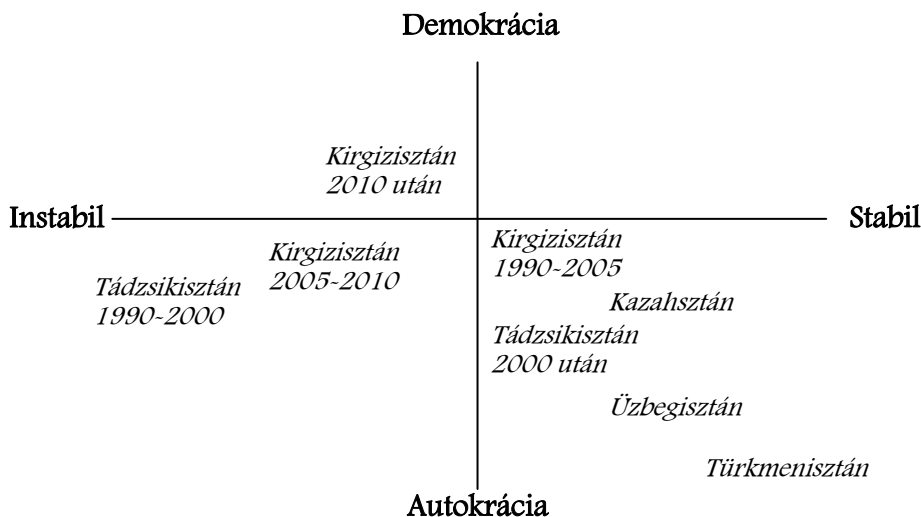 Demokrácia
Kirgizisztán
2010 után
Instabil
Stabil
Kirgizisztán
1990-2005
Kirgizisztán
2005-2010
Tádzsikisztán
1990-2000
Kazahsztán
Tádzsikisztán
2000 után
Üzbegisztán
Türkmenisztán
Autokrácia